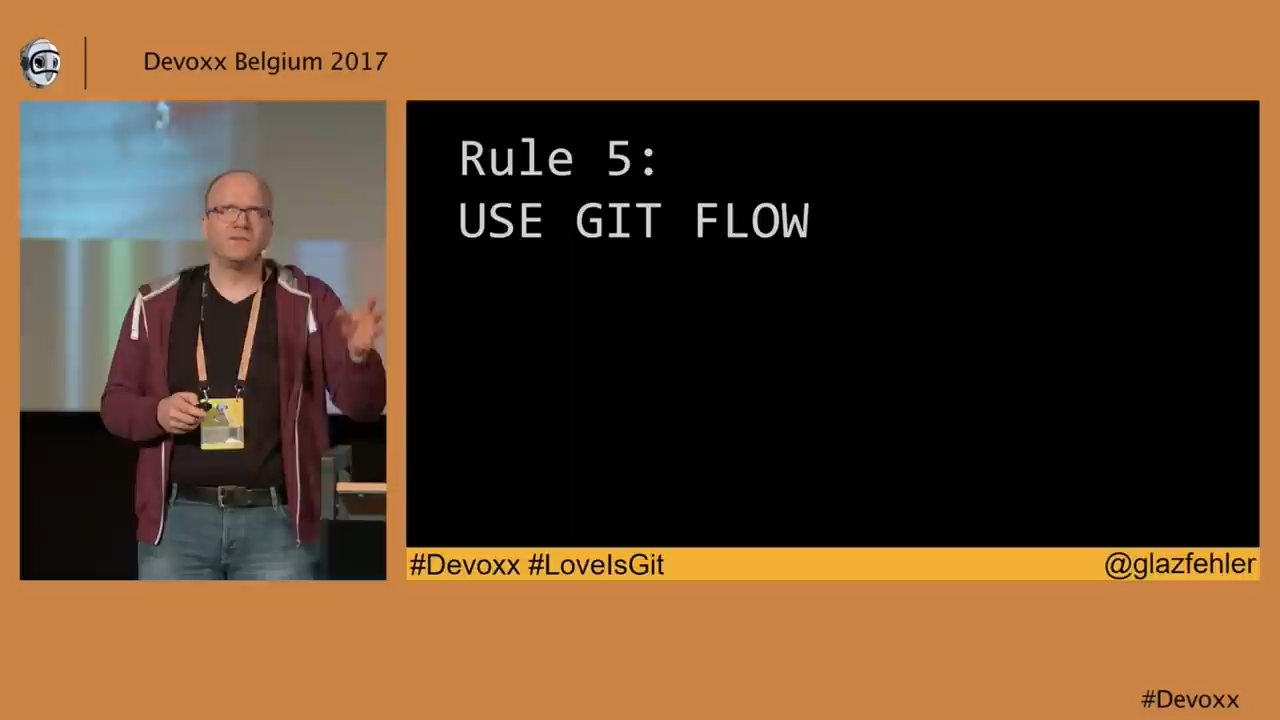 Devoxx Belgium 2017
Rule 5:
USE GIT FLOW
#Devoxx #LoveIsGit
@glazfehler
#Devoxx